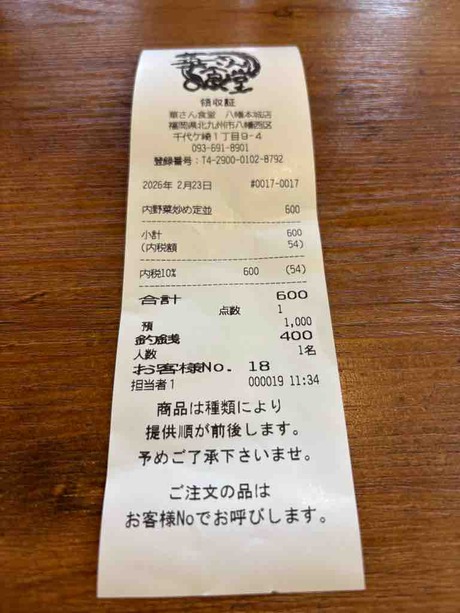 華さん食堂
領収証
華さん食堂 八幡本城店
福岡県北九州市八幡西区
千代ケ崎1丁目9-4
093-691-8901
登録番号：T4-2900-0102-8792
2026年 2月23日 #0017-0017
内野菜炒め定並 600
小計 600
(内税額 54)
内税10% 600 (54)
合計 600
点数 1
預 1,000
釣銭 400
人数 1名
お客様No. 18
担当者1 000019 11:34
商品は種類により
提供順が前後します。
予めご了承下さいませ。
ご注文の品は
お客様Noでお呼びします。